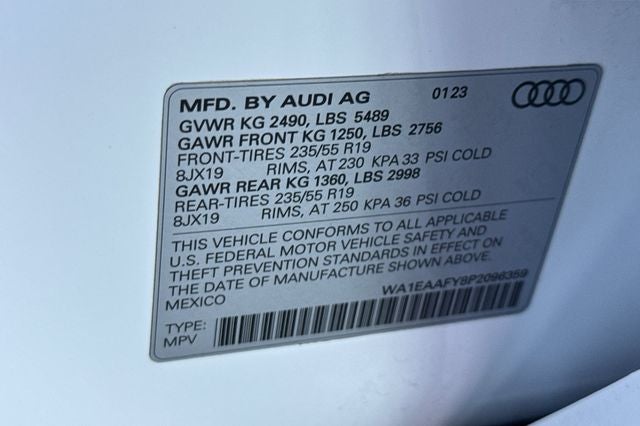 MFD. BY AUDI AG 0123
GVWR KG 2490, LBS 5489
GAWR FRONT KG 1250, LBS 2756
FRONT-TIRES 235/55 R19
8JX19 RIMS, AT 230 KPA 33 PSI COLD
GAWR REAR KG 1360, LBS 2998
REAR-TIRES 235/55 R19
8JX19 RIMS, AT 250 KPA 36 PSI COLD
THIS VEHICLE CONFORMS TO ALL APPLICABLE
U.S. FEDERAL MOTOR VEHICLE SAFETY AND
THEFT PREVENTION STANDARDS IN EFFECT ON
THE DATE OF MANUFACTURE SHOWN ABOVE.
MEXICO
WA1EAAFY8P2096359
TYPE:
MPV